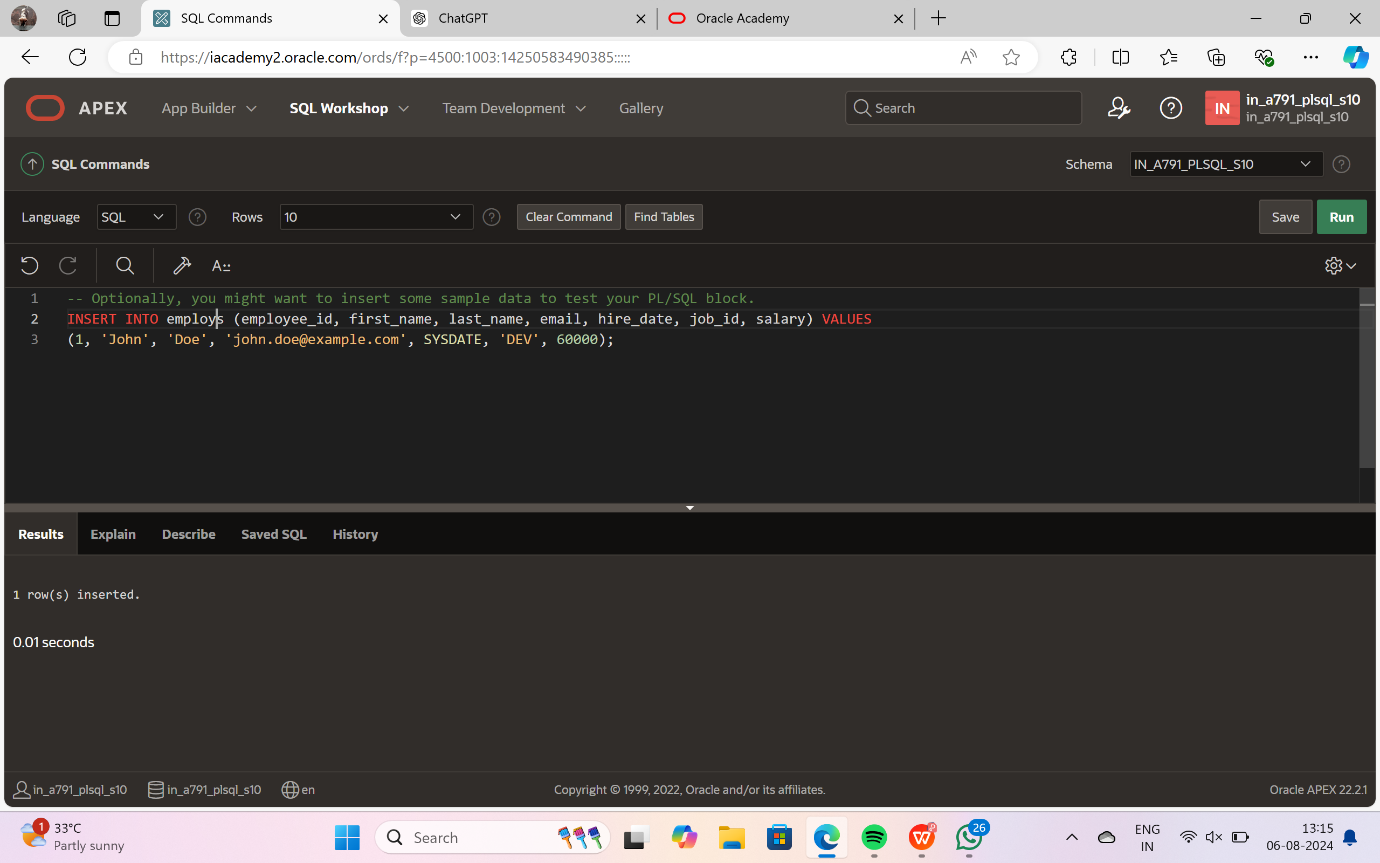 SQL Commands
ChatGPT
Oracle Academy
https://iacademy2.oracle.com/ords/f?p=4500:1003:14250583490385:::::
APEX App Builder SQL Workshop Team Development Gallery Search IN in_a791_plsql_s10
in_a791_plsql_s10
SQL Commands Schema IN_A791_PLSQL_S10
Language SQL Rows 10 Clear Command Find Tables Save Run
A
1 -- Optionally, you might want to insert some sample data to test your PL/SQL block.
2 INSERT INTO employs (employee_id, first_name, last_name, email, hire_date, job_id, salary) VALUES
3 (1, 'John', 'Doe', 'john.doe@example.com', SYSDATE, 'DEV', 60000);
Results Explain Describe Saved SQL History
1 row(s) inserted.
0.01 seconds
in_a791_plsql_s10 in_a791_plsql_s10 en Copyright © 1999, 2022, Oracle and/or its affiliates. Oracle APEX 22.2.1
1 33°C
Partly sunny
Search
26
ENG
IN
13:15
06-08-2024